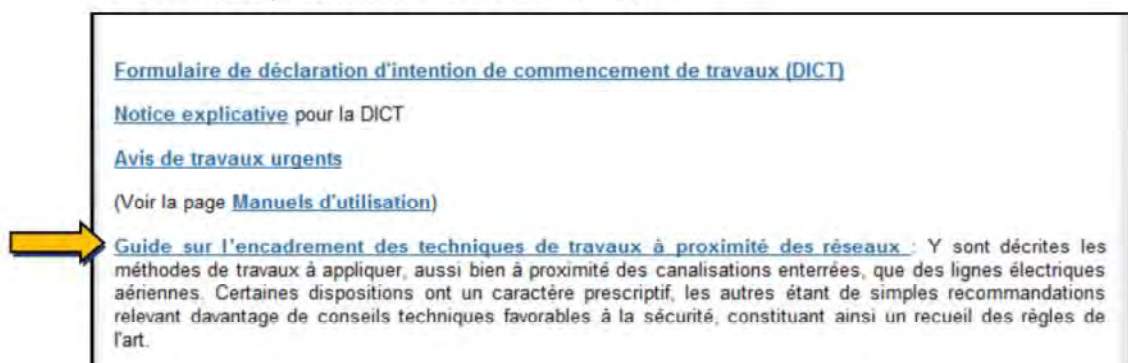 Formulaire de déclaration d'intention de commencement de travaux (DICT)
Notice explicative pour la DICT
Avis de travaux urgents
(Voir la page Manuels d'utilisation)
Guide sur l'encadrement des techniques de travaux à proximité des réseaux : Y sont décrites les
méthodes de travaux à appliquer, aussi bien à proximité des canalisations enterrées, que des lignes électriques
aériennes. Certaines dispositions ont un caractère prescriptif, les autres étant de simples recommandations
relevant davantage de conseils techniques favorables à la sécurité, constituant ainsi un recueil des règles de
l'art.